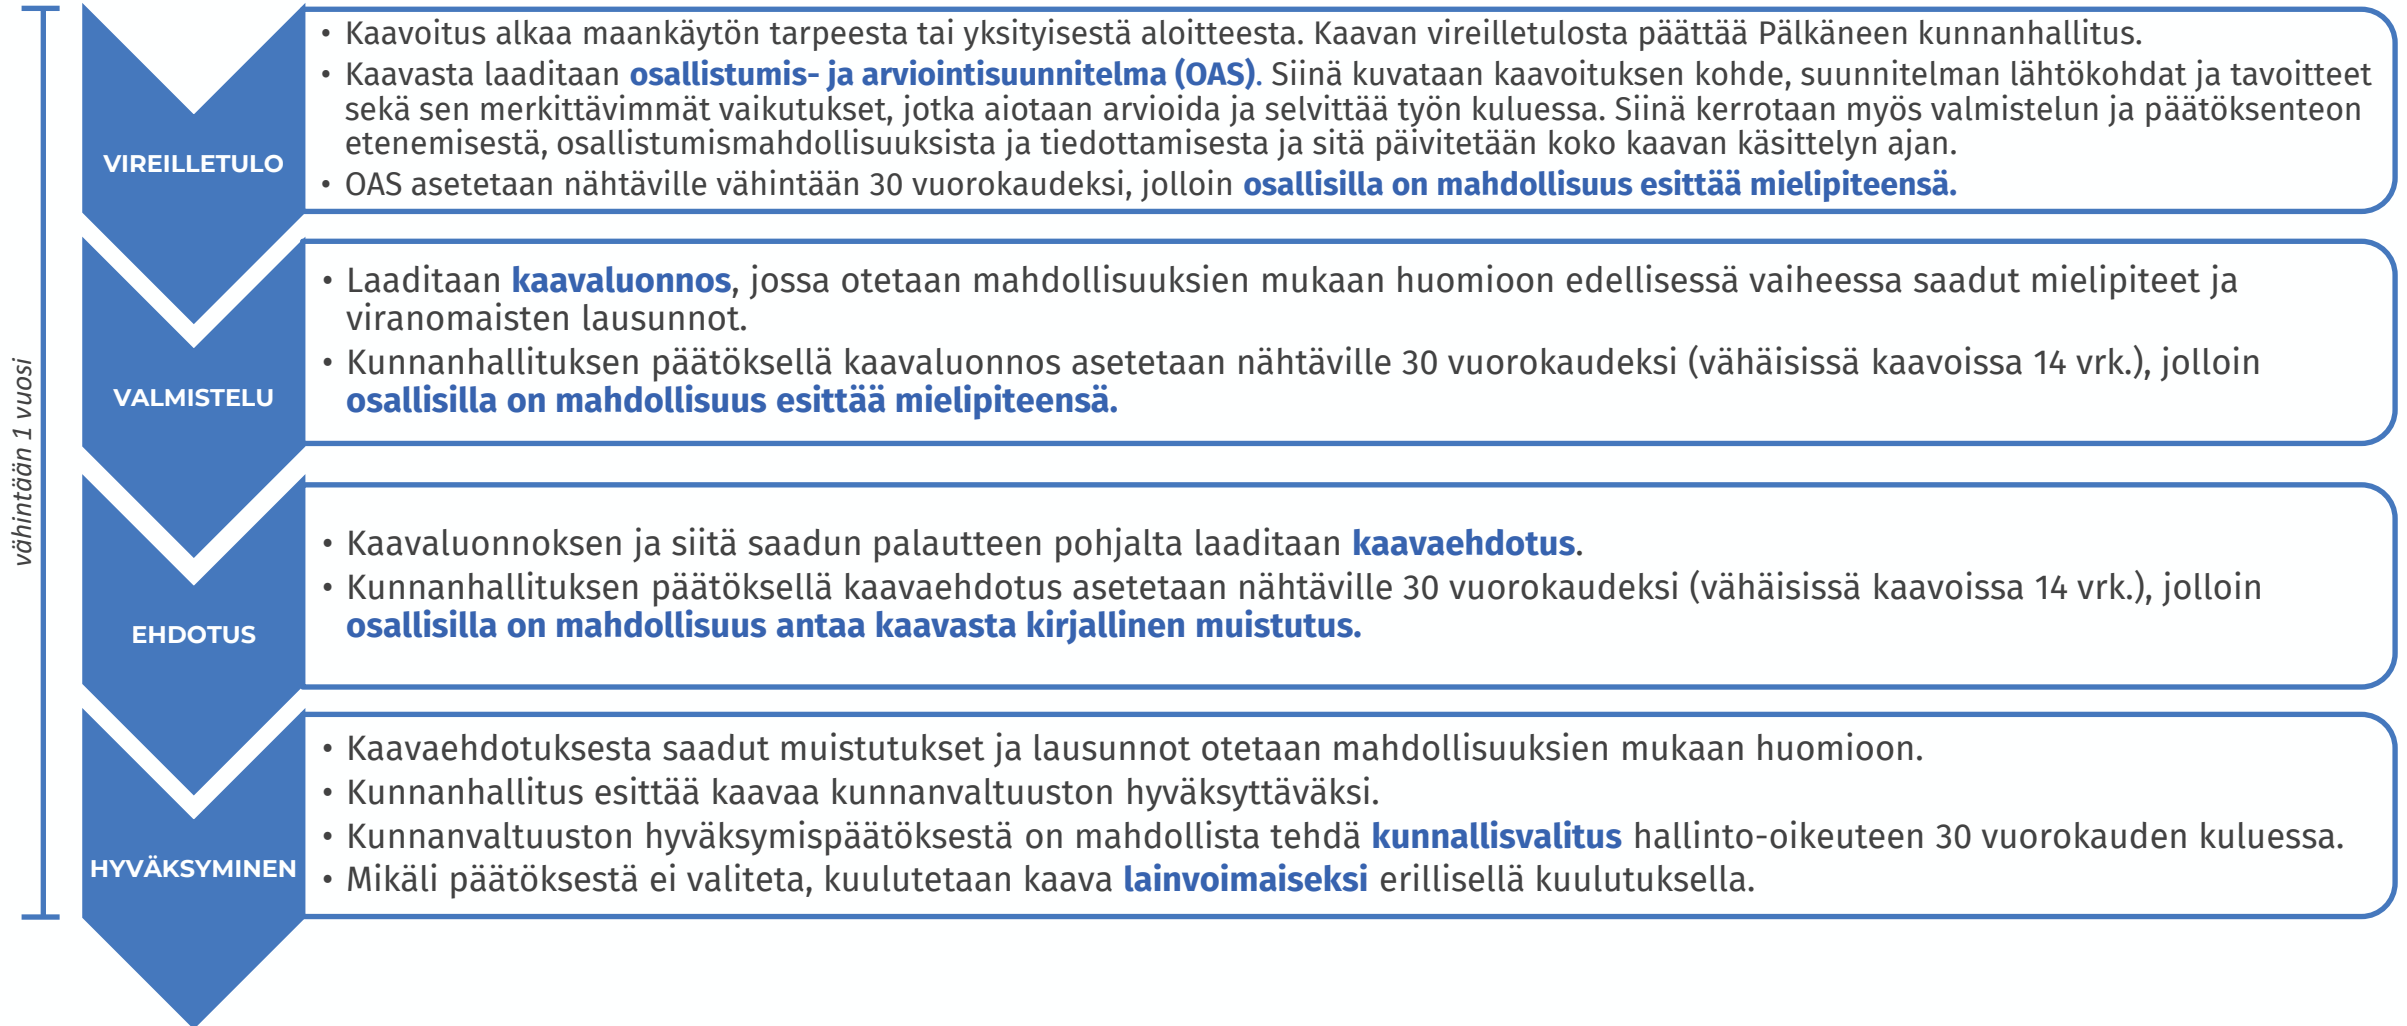 vähintään 1 vuosi
VIREILLETULO
• Kaavoitus alkaa maankäytön tarpeesta tai yksityisestä aloitteesta. Kaavan vireilletulosta päättää Pälkäneen kunnanhallitus.
• Kaavasta laaditaan osallistumis- ja arviointisuunnitelma (OAS). Siinä kuvataan kaavoituksen kohde, suunnitelman lähtökohdat ja tavoitteet
sekä sen merkittävimmät vaikutukset, jotka aiotaan arvioida ja selvittää työn kuluessa. Siinä kerrotaan myös valmistelun ja päätöksenteon
etenemisestä, osallistumismahdollisuuksista ja tiedottamisesta ja sitä päivitetään koko kaavan käsittelyn ajan.
• OAS asetetaan nähtäville vähintään 30 vuorokaudeksi, jolloin osallisilla on mahdollisuus esittää mielipiteensä.
VALMISTELU
• Laaditaan kaavaluonnos, jossa otetaan mahdollisuuksien mukaan huomioon edellisessä vaiheessa saadut mielipiteet ja
viranomaisten lausunnot.
• Kunnanhallituksen päätöksellä kaavaluonnos asetetaan nähtäville 30 vuorokaudeksi (vähäisissä kaavoissa 14 vrk.), jolloin
osallisilla on mahdollisuus esittää mielipiteensä.
EHDOTUS
• Kaavaluonnoksen ja siitä saadun palautteen pohjalta laaditaan kaavaehdotus.
• Kunnanhallituksen päätöksellä kaavaehdotus asetetaan nähtäville 30 vuorokaudeksi (vähäisissä kaavoissa 14 vrk.), jolloin
osallisilla on mahdollisuus antaa kaavasta kirjallinen muistutus.
HYVÄKSYMINEN
• Kaavaehdotuksesta saadut muistutukset ja lausunnot otetaan mahdollisuuksien mukaan huomioon.
• Kunnanhallitus esittää kaavaa kunnanvaltuuston hyväksyttäväksi.
• Kunnanvaltuuston hyväksymispäätöksestä on mahdollista tehdä kunnallisvalitus hallinto-oikeuteen 30 vuorokauden kuluessa.
• Mikäli päätöksestä ei valiteta, kuulutetaan kaava lainvoimaiseksi erillisellä kuulutuksella.